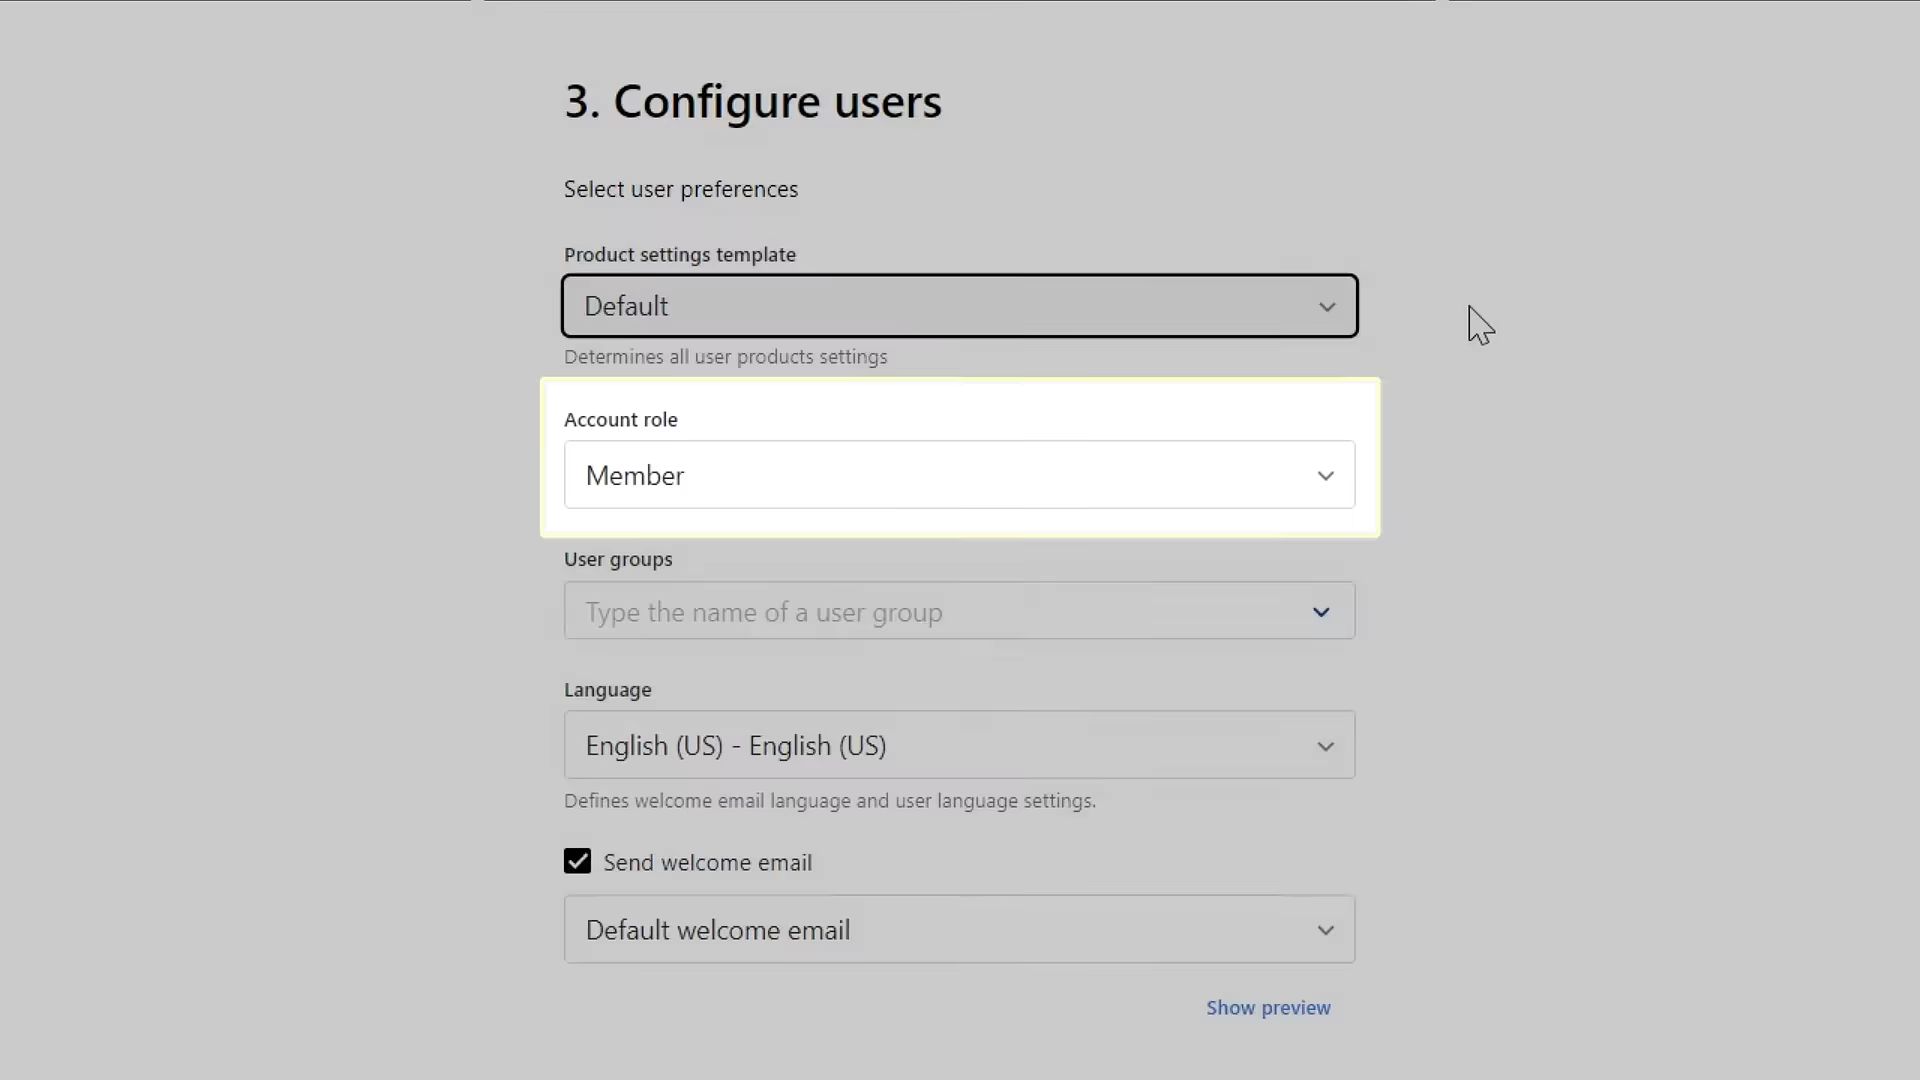 3. Configure users
Select user preferences
Product settings template
Default
Determines all user products settings
Account role
Member
User groups
Type the name of a user group
Language
English (US) - English (US)
Defines welcome email language and user language settings.
Send welcome email
Default welcome email
Show preview